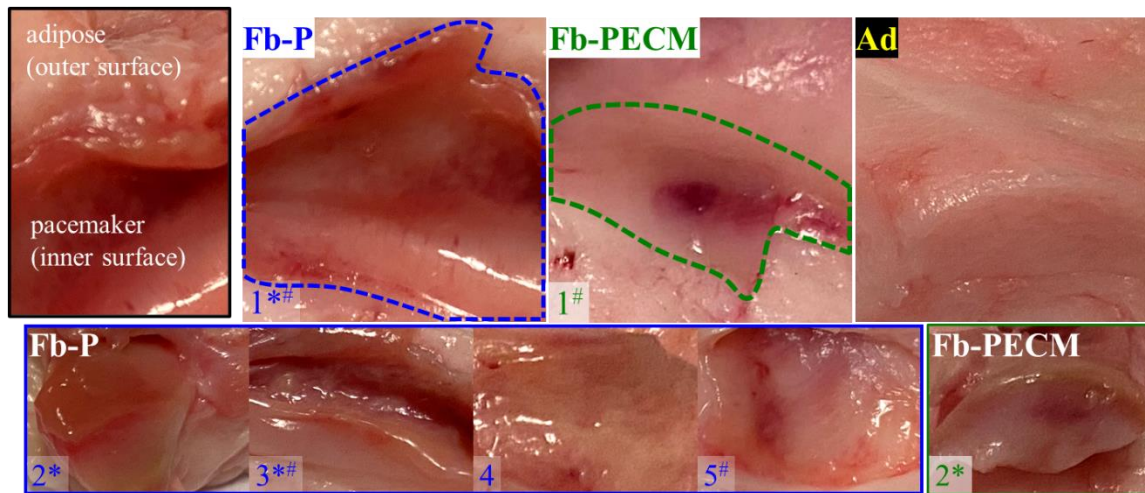 adipose
(outer surface)
pacemaker
(inner surface)
Fb-P
1*#
Fb-PECM
1#
Ad
Fb-P
2*
3*#
4
5#
Fb-PECM
2*